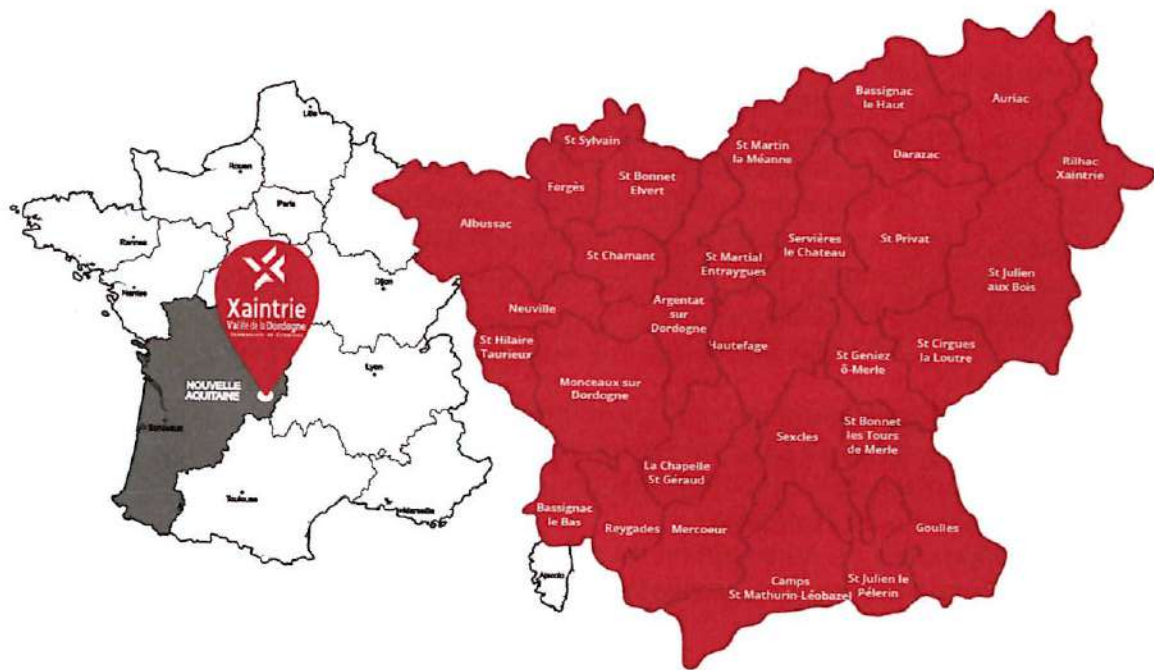 Lille
Rouen
Paris
Rennes
Nantes
Dijon
Xaintrie
Vallée de la Dordogne
NOUVELLE
AQUITAINE
Lyon
Bordeaux
Toulouse
Marseille
Ajaccio
Bassignac
le Haut
Auriac
St Sylvain
St Martin
la Méanne
Darazac
Rilhac
Xaintrie
Forgès
St Bonnet
Elvert
Albussac
St Chamant
St Martial
Entraygues
Servières
le Chateau
St Privat
St Julien
aux Bois
Neuville
Argentat
sur
Dordogne
St Hilaire
Taurieux
Hautefage
St Geniez
ô-Merle
St Cirgues
la Loutre
Monceaux sur
Dordogne
Sexcles
St Bonnet
les Tours
de Merle
La Chapelle
St Géraud
Bassignac
le Bas
Reygades
Mercoeur
Goulles
Camps
St Mathurin-Léobazel
St Julien le
Pélerin